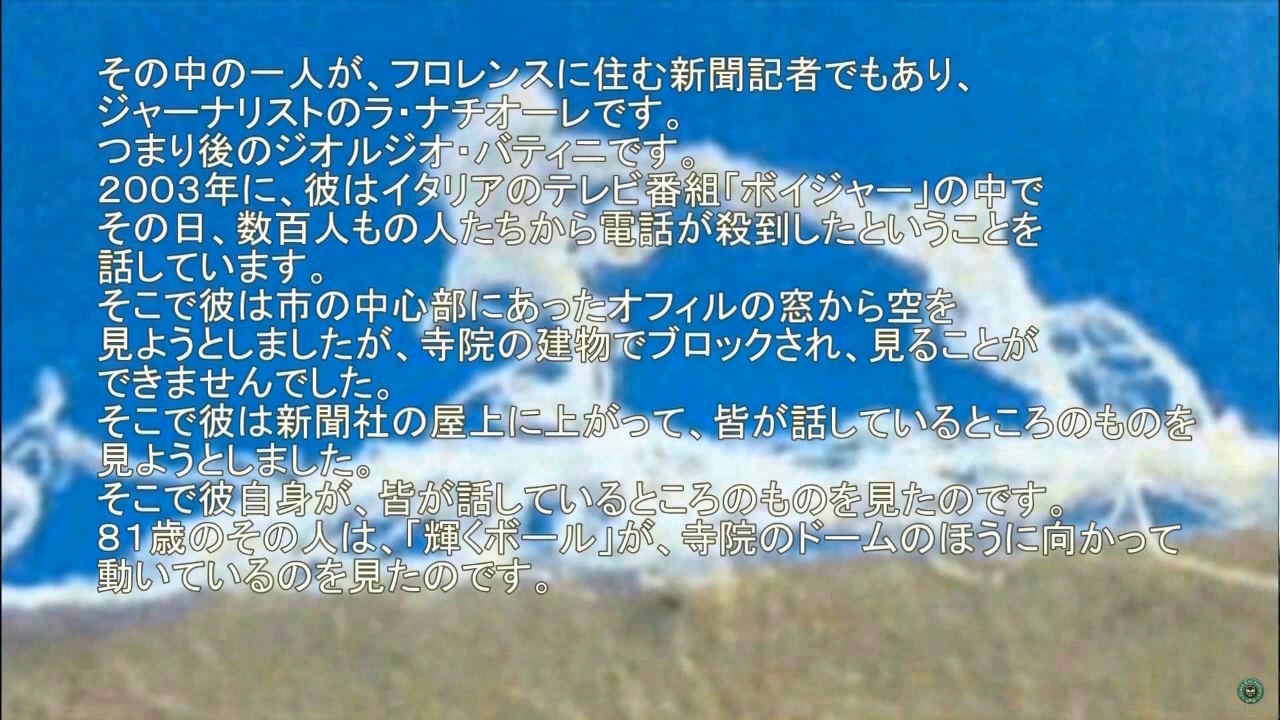 その中の一人が、フロレンスに住む新聞記者でもあり、
ジャーナリストのラ・ナチオーレです。
つまり後のジオルジオ・バティニです。
２００３年に、彼はイタリアのテレビ番組「ボイジャー」の中で
その日、数百人もの人たちから電話が殺到したということを
話しています。
そこで彼は市の中心部にあったオフィルの窓から空を
見ようとしましたが、寺院の建物でブロックされ、見ることが
できませんでした。
そこで彼は新聞社の屋上に上がって、皆が話しているところのものを
見ようとしました。
そこで彼自身が、皆が話しているところのものを見たのです。
８１歳のその人は、「輝くボール」が、寺院のドームのほうに向かって
動いているのを見たのです。